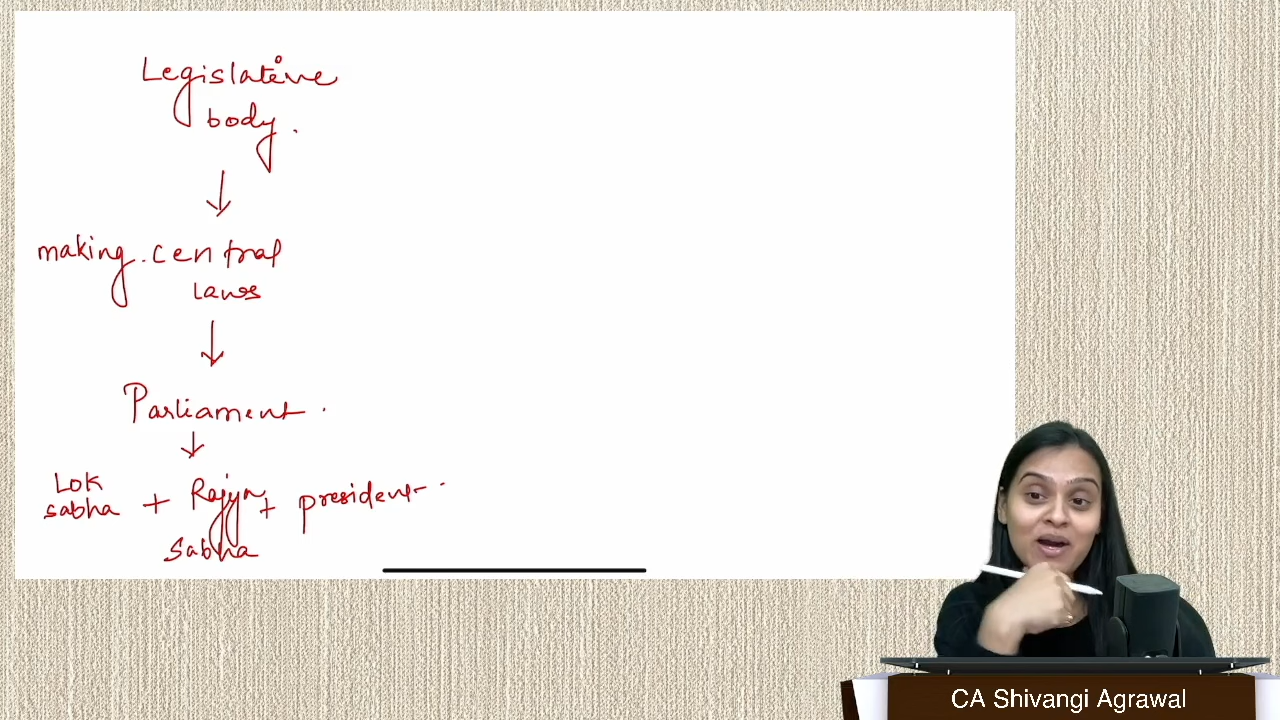 Legislative
body.
↓
making central
laws
↓
Parliament.
↓
Lok sabha + Rajya Sabha + president.
CA Shivangi Agrawal